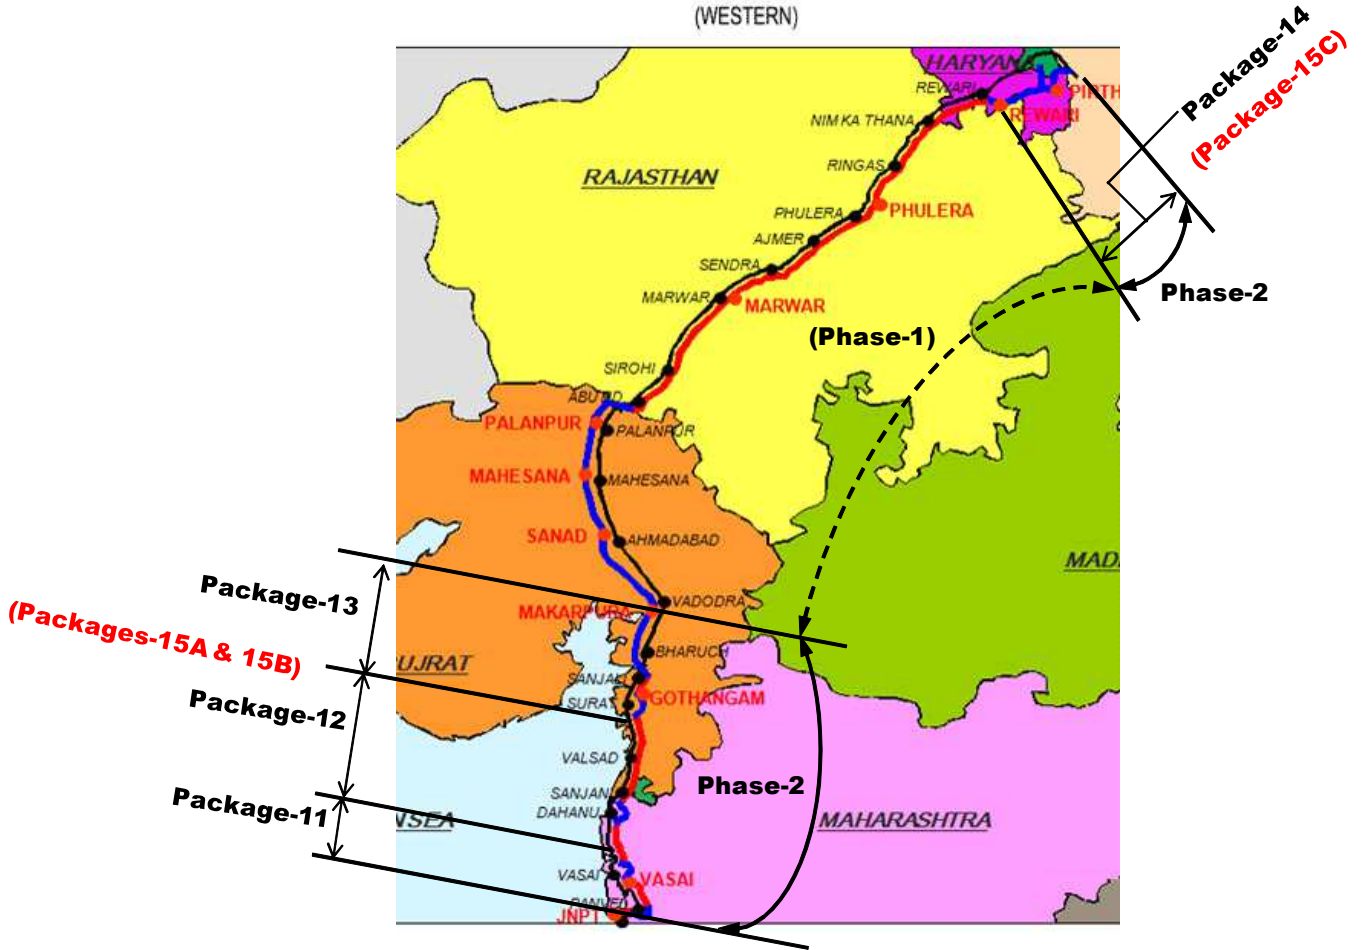 (WESTERN)
Package-14
(Package-15C)
HARYAN
REWARI
PIRTH
REWARI
NIMKA THANA
RINGAS
RAJASTHAN
PHULERA
PHULERA
AJMER
SENDRA
MARWAR
MARWAR
Phase-2
(Phase-1)
SIROHI
ABU RD
PALANPUR
PALANPUR
MAHESANA
MAHESANA
SANAD
AHMADABAD
MAD
Package-13
VADODRA
MAKARPURA
(Packages-15A & 15B)
BHARUCH
UJRAT
SANJALI
GOTHANGAM
SURAT
Package-12
VALSAD
Phase-2
SANJAN
Package-11
DAHANU
NSEA
MAHARASHTRA
VASAI
VASAI
PANVEL
JNPT